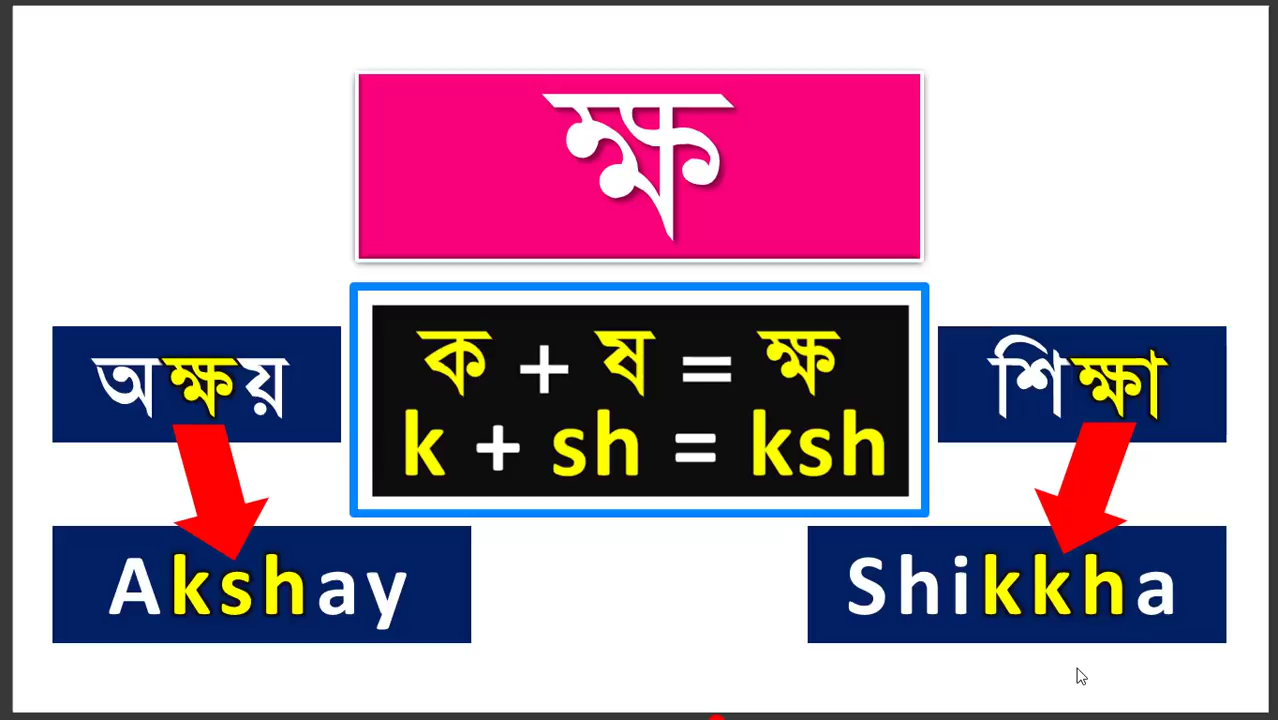 ক্ষ
ক + ষ = ক্ষ
k + sh = ksh
অক্ষয়
শিক্ষা
Akshay
Shikkha